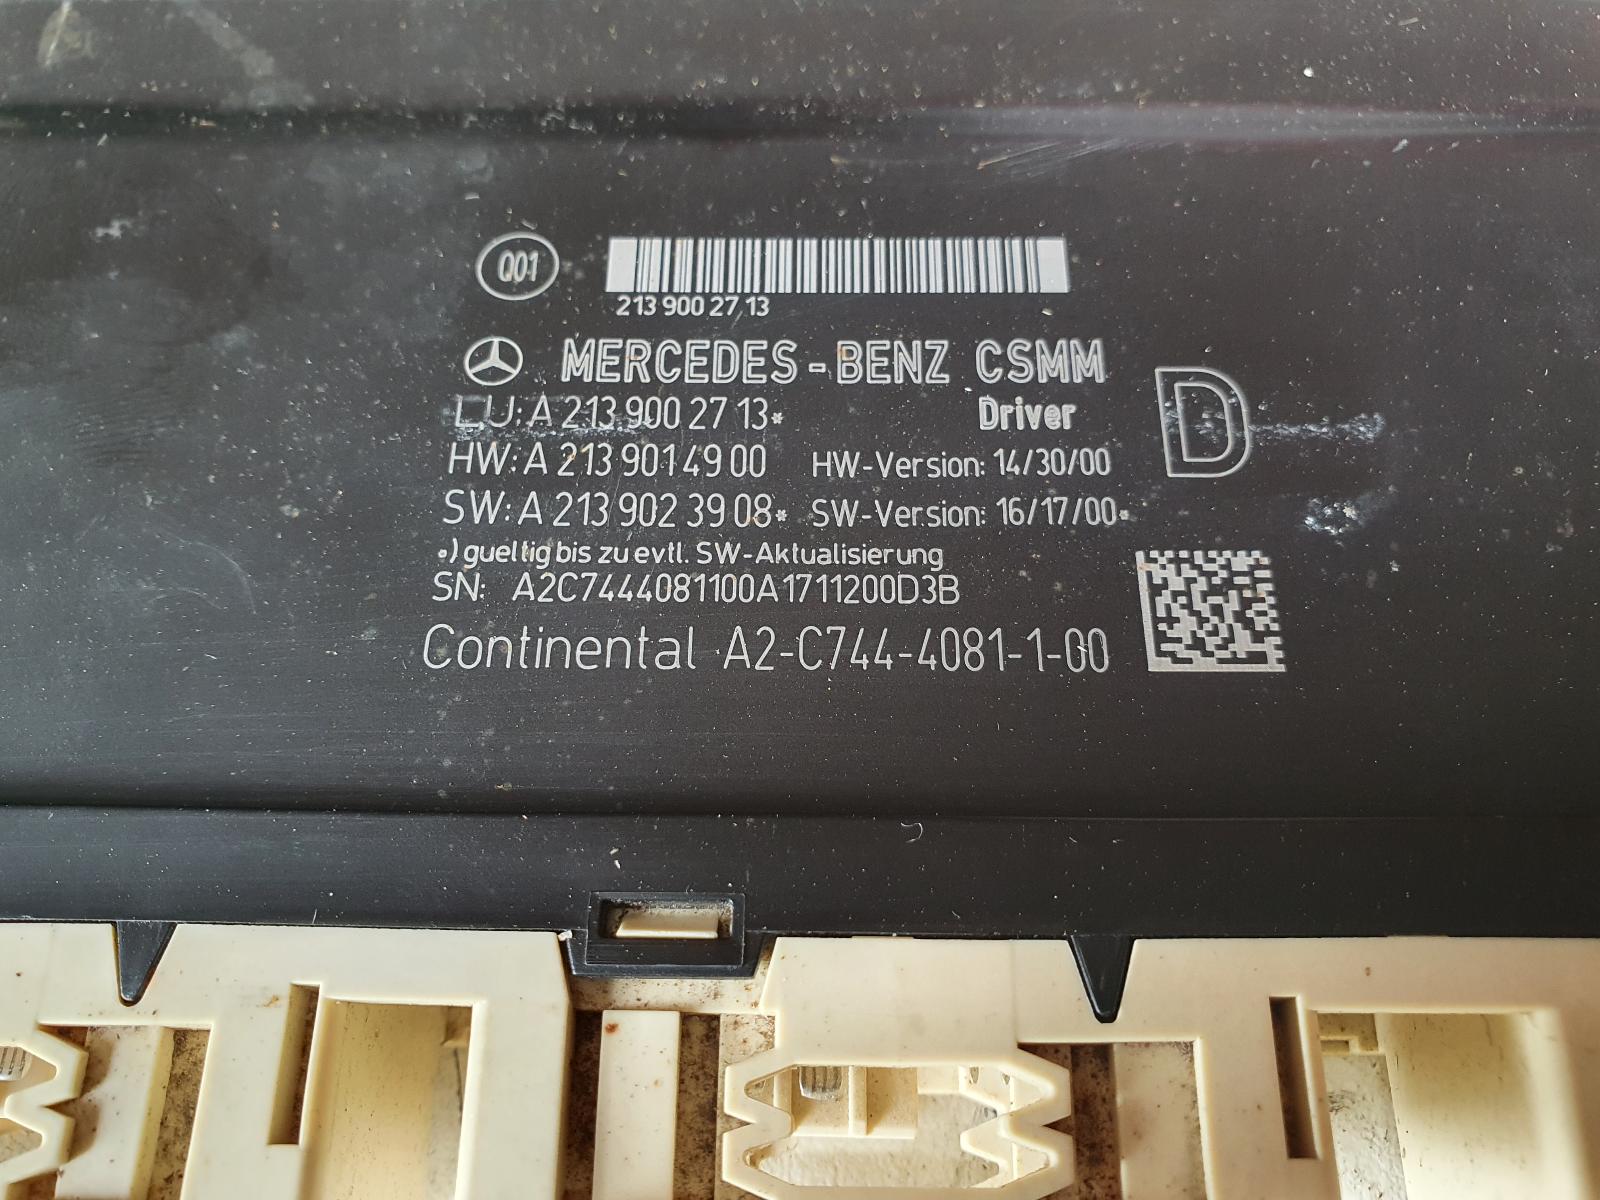 001
213 900 27 13
MERCEDES-BENZ CSMM
LU: A 213 900 27 13* Driver
D
HW: A 213 901 49 00 HW-Version: 14/30/00
SW: A 213 902 39 08* SW-Version: 16/17/00*
*) gueltig bis zu evtl. SW-Aktualisierung
SN: A2C7444081100A1711200D3B
Continental A2-C744-4081-1-00